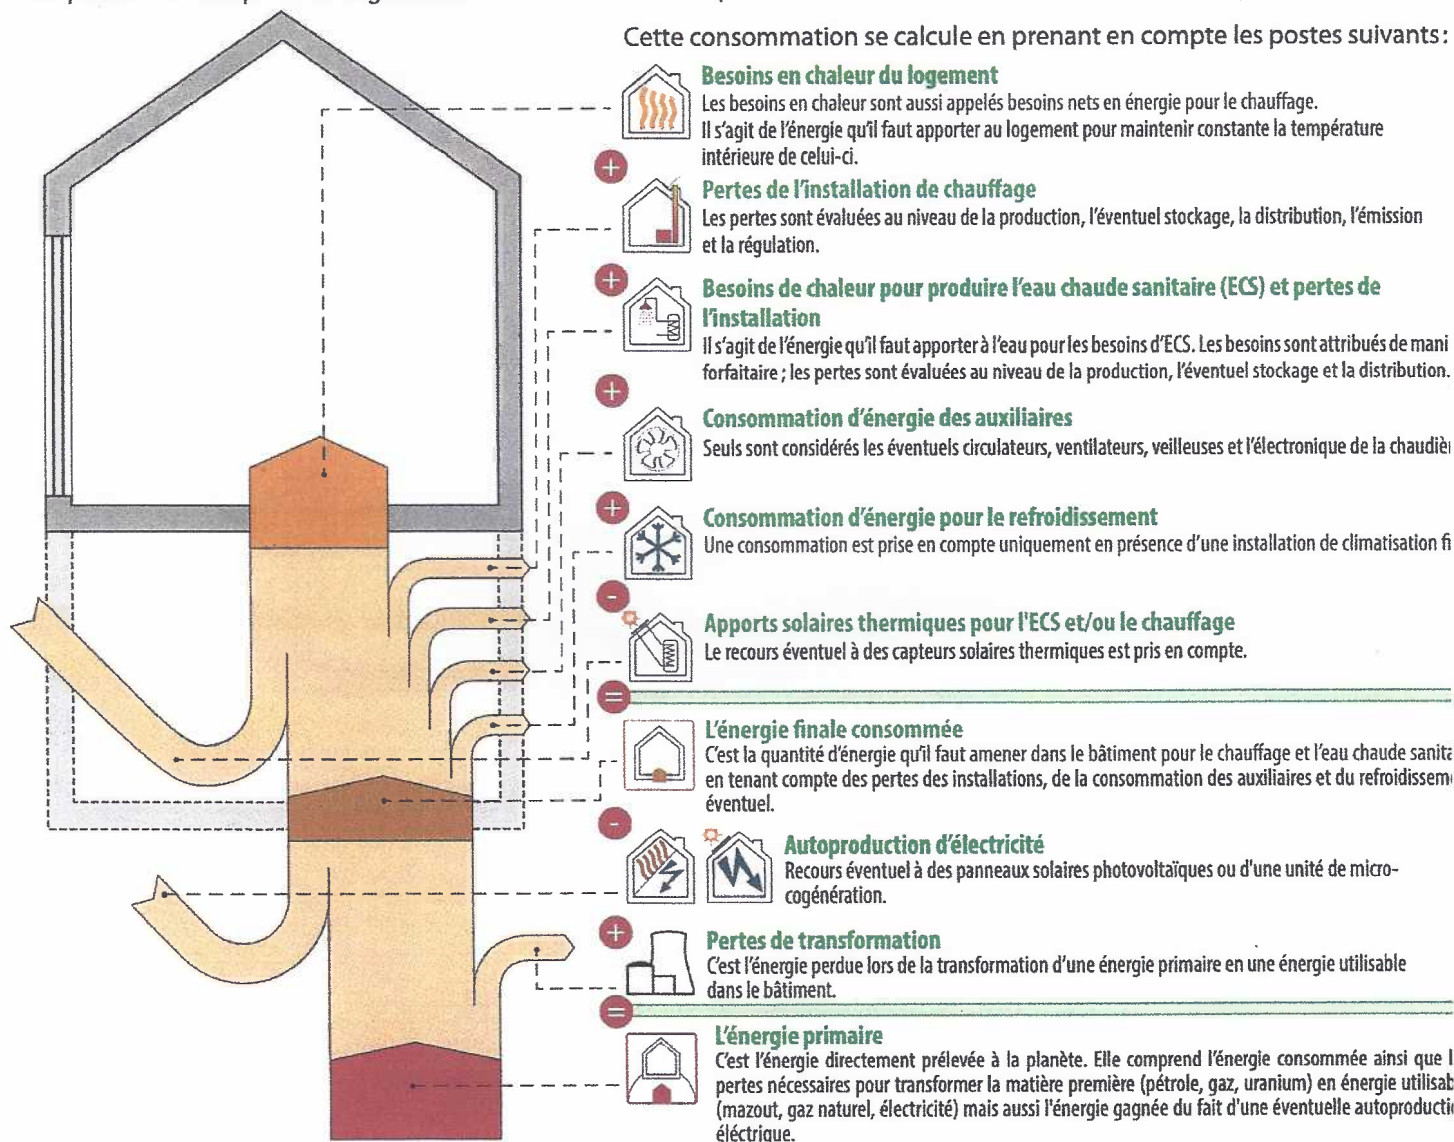 Cette consommation se calcule en prenant en compte les postes suivants:
Besoins en chaleur du logement
Les besoins en chaleur sont aussi appelés besoins nets en énergie pour le chauffage.
Il s'agit de l'énergie qu'il faut apporter au logement pour maintenir constante la température
intérieure de celui-ci.
+
Pertes de l'installation de chauffage
Les pertes sont évaluées au niveau de la production, l'éventuel stockage, la distribution, l'émission
et la régulation.
+
Besoins de chaleur pour produire l'eau chaude sanitaire (ECS) et pertes de
l'installation
Il s'agit de l'énergie qu'il faut apporter à l'eau pour les besoins d'ECS. Les besoins sont attribués de mani
forfaitaire ; les pertes sont évaluées au niveau de la production, l'éventuel stockage et la distribution.
+
Consommation d'énergie des auxiliaires
Seuls sont considérés les éventuels circulateurs, ventilateurs, veilleuses et l'électronique de la chaudiè
+
Consommation d'énergie pour le refroidissement
Une consommation est prise en compte uniquement en présence d'une installation de climatisation fi
-
Apports solaires thermiques pour l'ECS et/ou le chauffage
Le recours éventuel à des capteurs solaires thermiques est pris en compte.
=
L'énergie finale consommée
C'est la quantité d'énergie qu'il faut amener dans le bâtiment pour le chauffage et l'eau chaude sanita
en tenant compte des pertes des installations, de la consommation des auxiliaires et du refroidissem
éventuel.
-
Autoproduction d'électricité
Recours éventuel à des panneaux solaires photovoltaïques ou d'une unité de micro-
cogénération.
+
Pertes de transformation
C'est l'énergie perdue lors de la transformation d'une énergie primaire en une énergie utilisable
dans le bâtiment.
=
L'énergie primaire
C'est l'énergie directement prélevée à la planète. Elle comprend l'énergie consommée ainsi que l
pertes nécessaires pour transformer la matière première (pétrole, gaz, uranium) en énergie utilisab
(mazout, gaz naturel, électricité) mais aussi l'énergie gagnée du fait d'une éventuelle autoproducti
éléctrique.